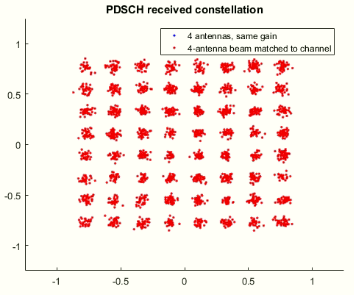 PDSCH received constellation
4 antennas, same gain
4-antenna beam matched to channel
1
0.5
0
-0.5
-1
-1 -0.5 0 0.5 1